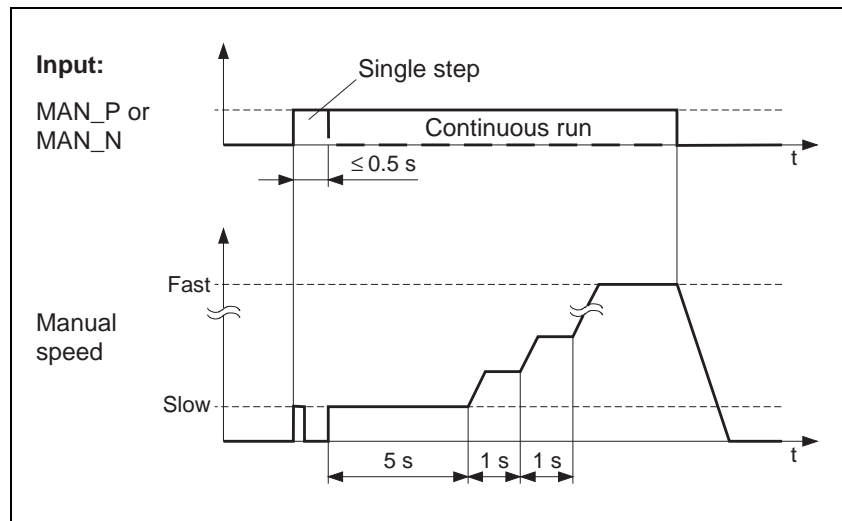 Input:
Single step
MAN_P or
MAN_N
Continuous run
t
≤ 0.5 s
Fast
Manual
speed
Slow
t
5 s
1 s
1 s